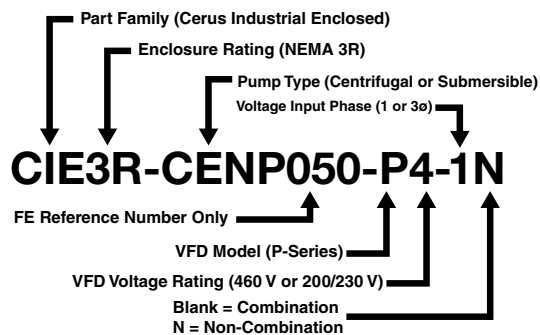 Part Family (Cerus Industrial Enclosed)
Enclosure Rating (NEMA 3R)
Pump Type (Centrifugal or Submersible)
Voltage Input Phase (1 or 3ø)
CIE3R-CENP050-P4-1N
FE Reference Number Only
VFD Model (P-Series)
VFD Voltage Rating (460 V or 200/230 V)
Blank = Combination
N = Non-Combination